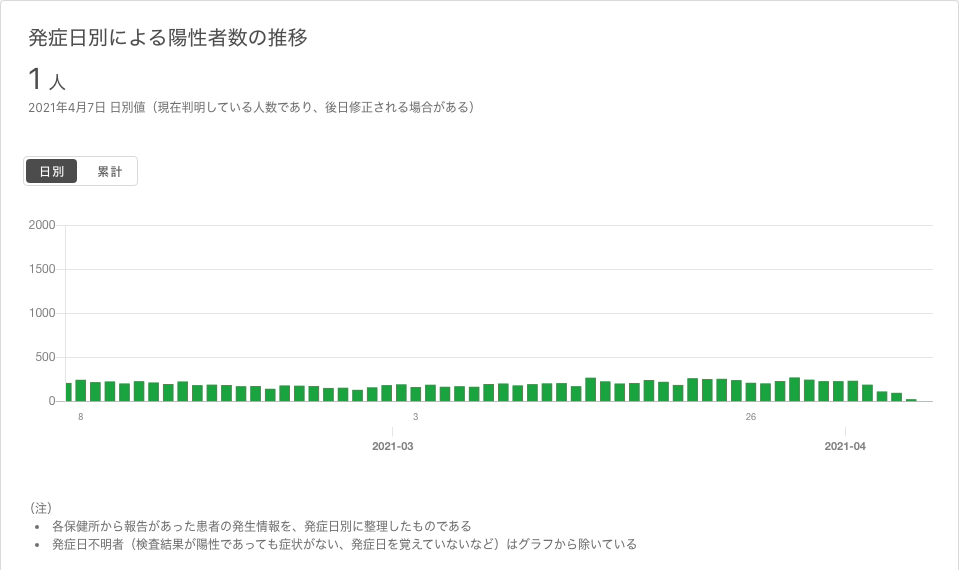 発症日別による陽性者数の推移
1 人
2021年4月7日 日別値（現在判明している人数であり、後日修正される場合がある）
日別 累計
2000
1500
1000
500
0
8 3 26
2021-03 2021-04
（注）
• 各保健所から報告があった患者の発生情報を、発症日別に整理したものである
• 発症日不明者（検査結果が陽性であっても症状がない、発症日を覚えていないなど）はグラフから除いている